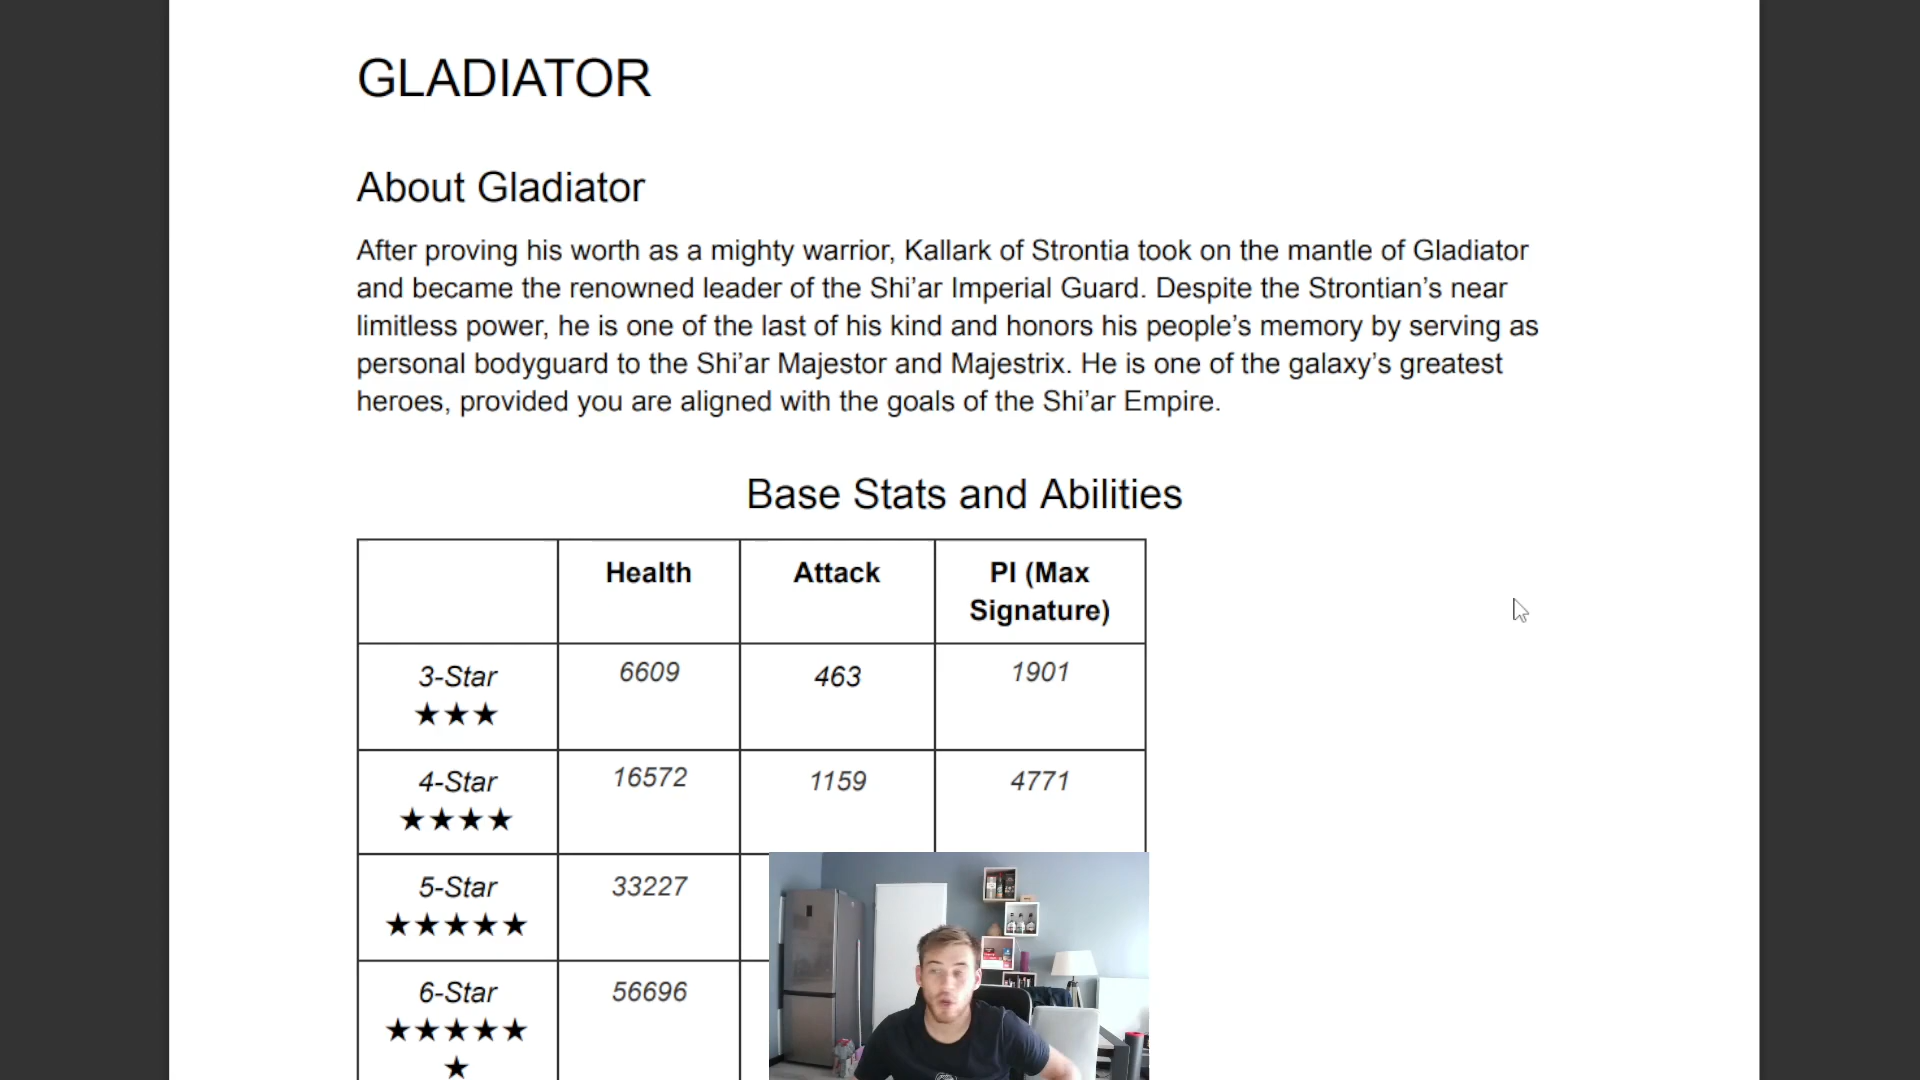 GLADIATOR
About Gladiator
After proving his worth as a mighty warrior, Kallark of Strontia took on the mantle of Gladiator
and became the renowned leader of the Shi’ar Imperial Guard. Despite the Strontian’s near
limitless power, he is one of the last of his kind and honors his people’s memory by serving as
personal bodyguard to the Shi’ar Majestor and Majestrix. He is one of the galaxy’s greatest
heroes, provided you are aligned with the goals of the Shi’ar Empire.
Base Stats and Abilities
Health Attack PI (Max
Signature)
3-Star 6609 463 1901
★★★
4-Star 16572 1159 4771
★★★★
5-Star 33227
★★★★★
6-Star 56696
★★★★★
★